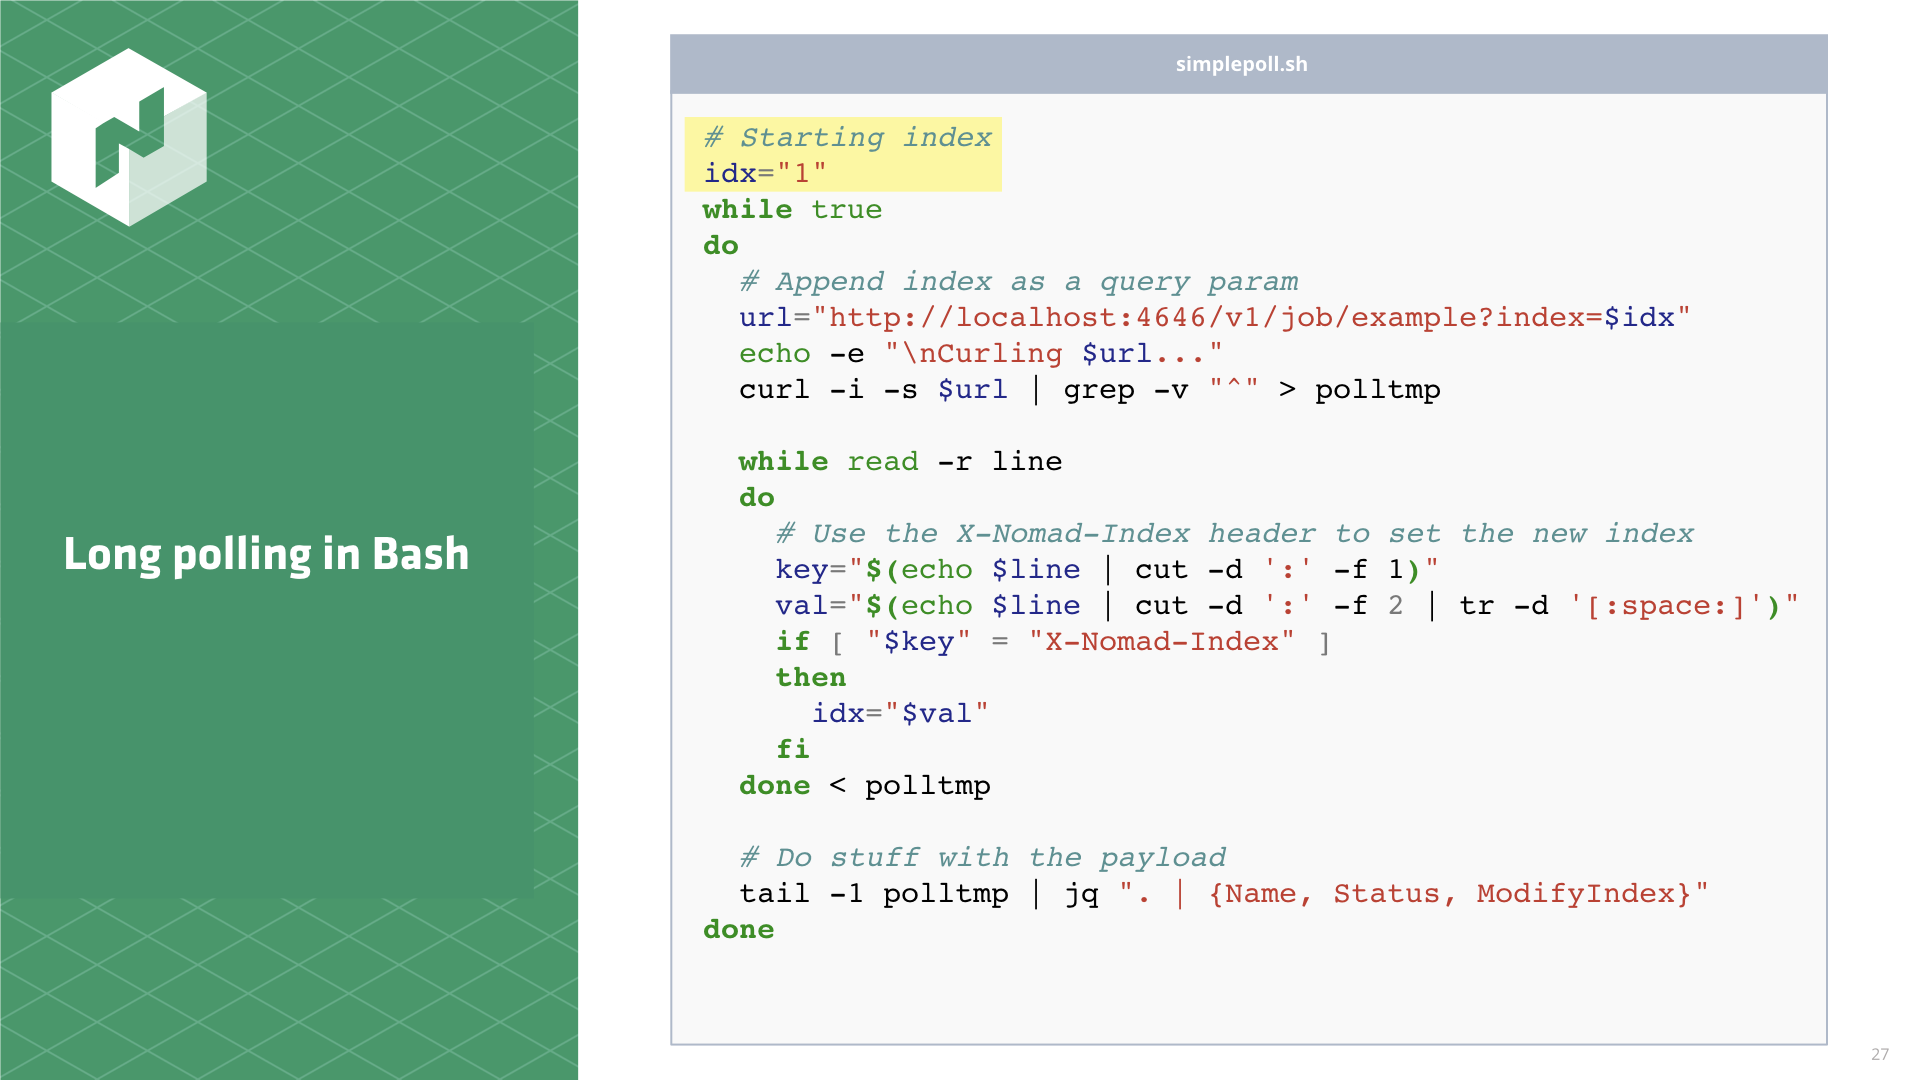 Long polling in Bash
simplepoll.sh
# Starting index
idx="1"
while true
do
  # Append index as a query param
  url="http://localhost:4646/v1/job/example?index=$idx"
  echo -e "\nCurling $url..."
  curl -i -s $url | grep -v "^" > polltmp

  while read -r line
  do
    # Use the X-Nomad-Index header to set the new index
    key="$(echo $line | cut -d ':' -f 1)"
    val="$(echo $line | cut -d ':' -f 2 | tr -d '[:space:]')"
    if [ "$key" = "X-Nomad-Index" ]
    then
      idx="$val"
    fi
  done < polltmp

  # Do stuff with the payload
  tail -1 polltmp | jq ". | {Name, Status, ModifyIndex}"
done
27